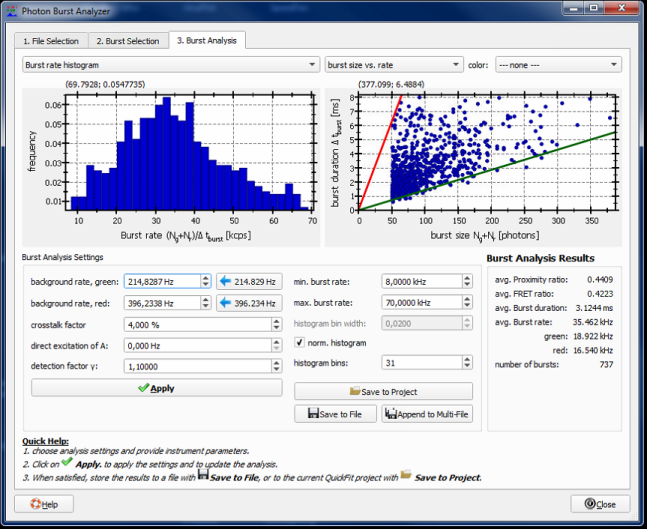 Photon Burst Analyzer
1. File Selection
2. Burst Selection
3. Burst Analysis
Burst rate histogram
burst size vs. rate
color:
--- none ---
(69.7928; 0.0547735)
0.06
0.05
0.04
0.03
0.02
0.01
frequency
10 20 30 40 50 60 70
Burst rate (Ng+Nr)/Δ tburst [kcps]
(377.099; 6.4884)
8
7
6
5
4
3
2
1
0
burst duration Δ tburst [ms]
0 50 100 150 200 250 300 350
burst size Ng+Nr [photons]
Burst Analysis Settings
background rate, green:
214,8287 Hz
214.829 Hz
background rate, red:
396,2338 Hz
396.234 Hz
crosstalk factor
4,000 %
direct excitation of A:
0,000 Hz
detection factor γ:
1,10000
Apply
min. burst rate:
8,0000 kHz
max. burst rate:
70,0000 kHz
histogram bin width:
0,0200
norm. histogram
histogram bins:
31
Save to Project
Save to File
Append to Multi-File
Burst Analysis Results
avg. Proximity ratio: 0.4409
avg. FRET ratio: 0.4223
avg. Burst duration: 3.1244 ms
avg. Burst rate: 35.462 kHz
green: 18.922 kHz
red: 16.540 kHz
number of bursts: 737
Quick Help:
1. choose analysis settings and provide instrument parameters.
2. Click on Apply. to apply the settings and to update the analysis.
3. When satisfied, store the results to a file with Save to File, or to the current QuickFit project with Save to Project.
Help
Close